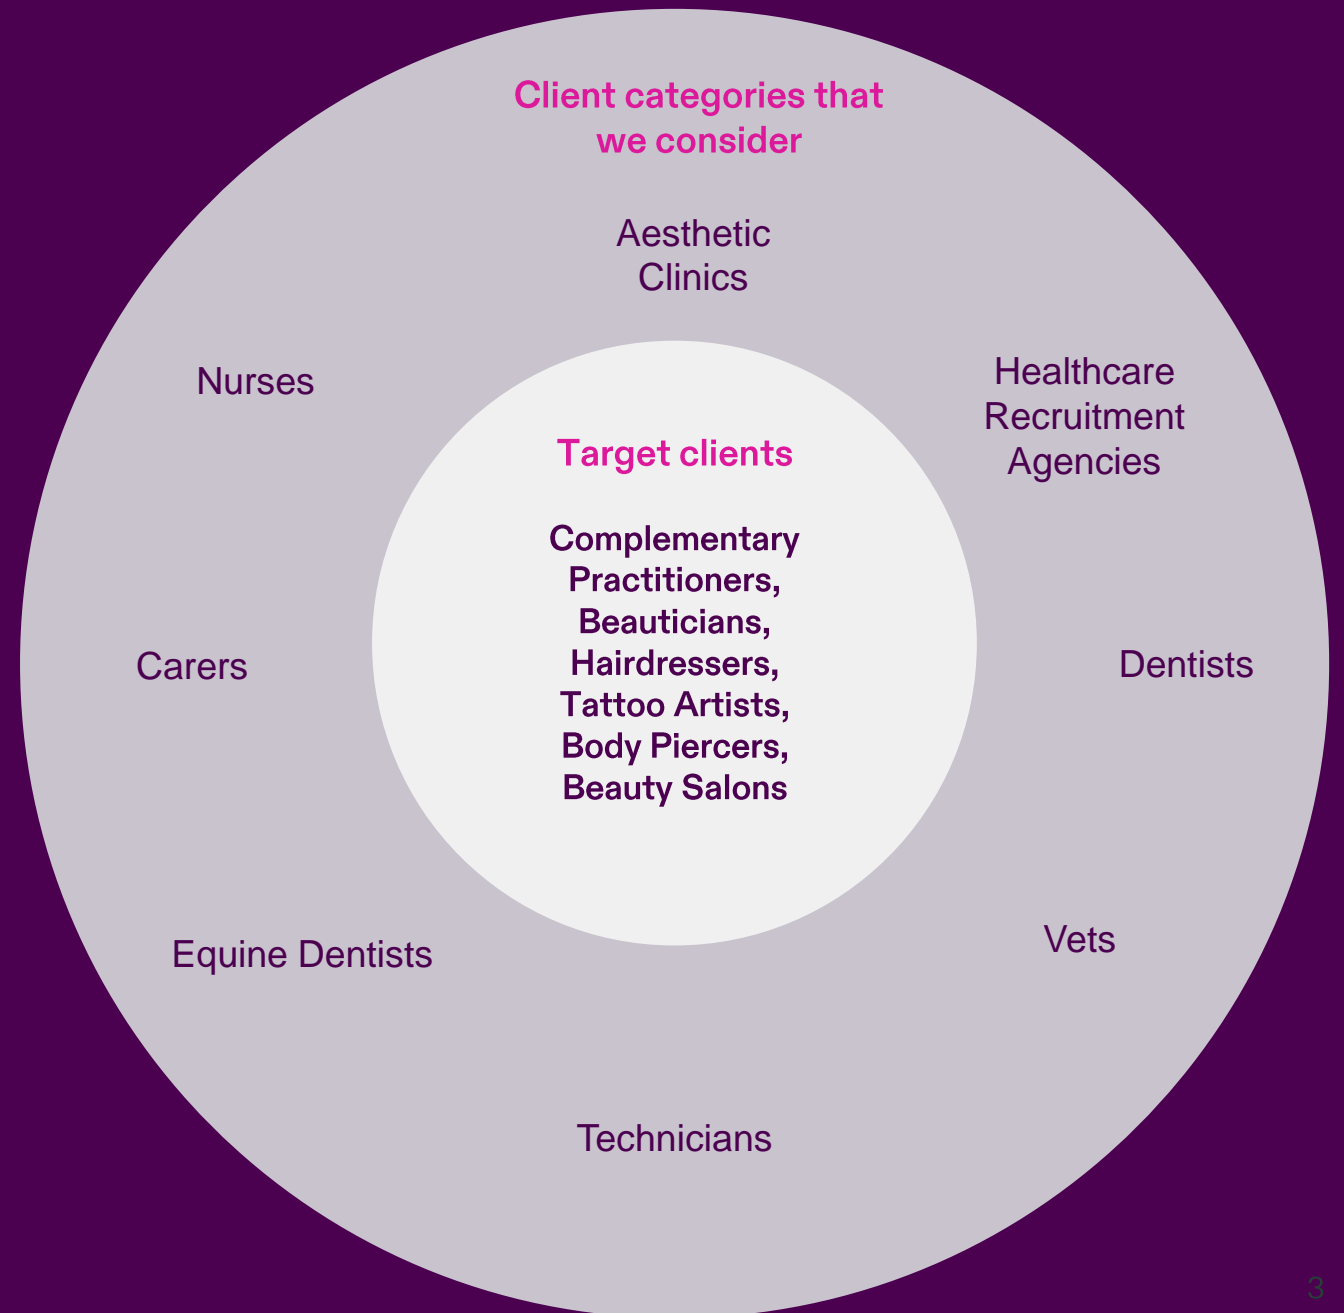 Client categories that
we consider
Aesthetic
Clinics
Nurses
Healthcare
Recruitment
Agencies
Target clients
Complementary
Practitioners,
Beauticians,
Hairdressers,
Tattoo Artists,
Body Piercers,
Beauty Salons
Carers
Dentists
Equine Dentists
Vets
Technicians
3